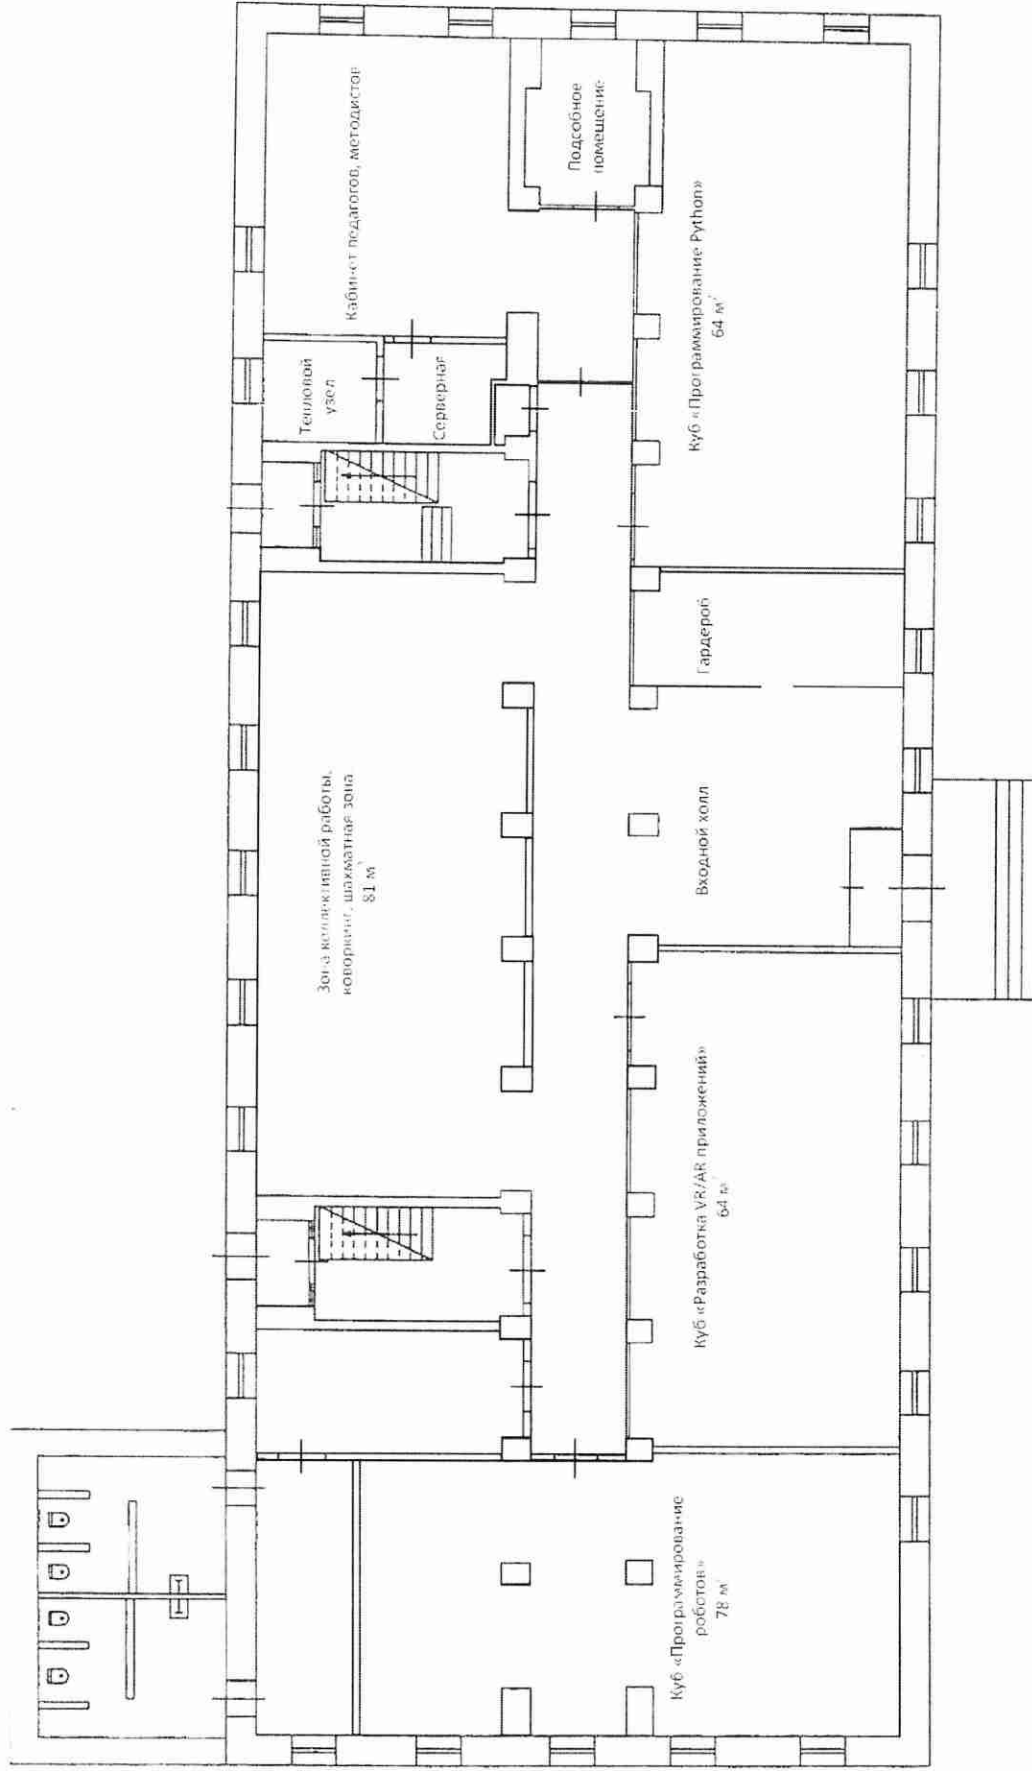 Зона коллективной работы,
коворкинг, шахматная зона
81 м²
Тепловой
узел
Серверная
Кабинет педагогов, методистов
Подсобное
помещение
Куб «Программирование
роботов»
78 м²
Куб «Разработка VR/AR приложений»
64 м²
Входной холл
Гардероб
Куб «Программирование Python»
64 м²